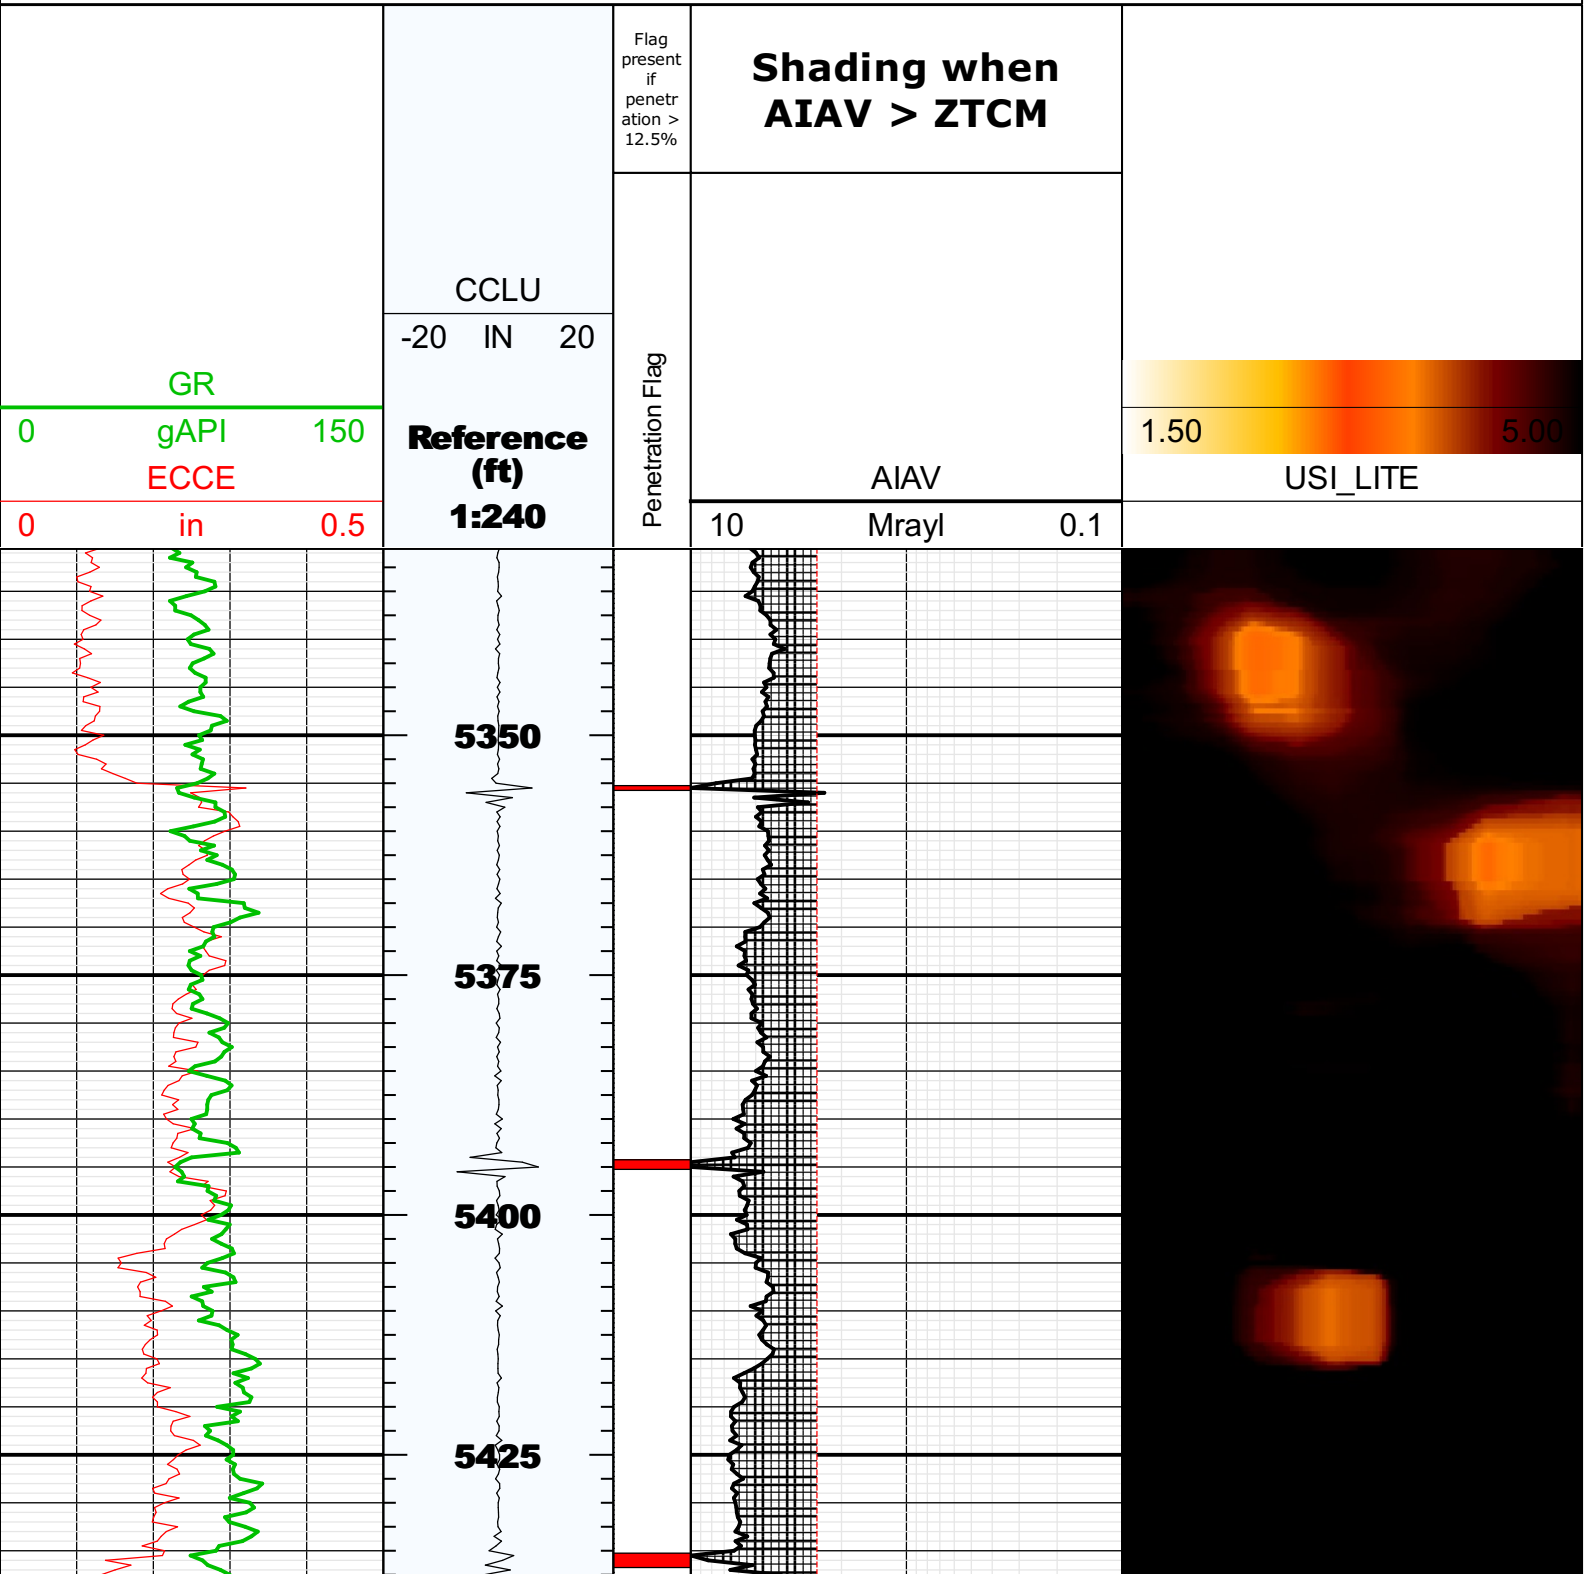 Flag
present
if
penetr
ation >
12.5%
Shading when
AIAV > ZTCM
CCLU
-20 IN 20
GR
0 gAPI 150
ECCE
0 in 0.5
Reference
(ft)
1:240
Penetration Flag
AIAV
10 Mrayl 0.1
1.50 5.00
USI_LITE
5350
5375
5400
5425